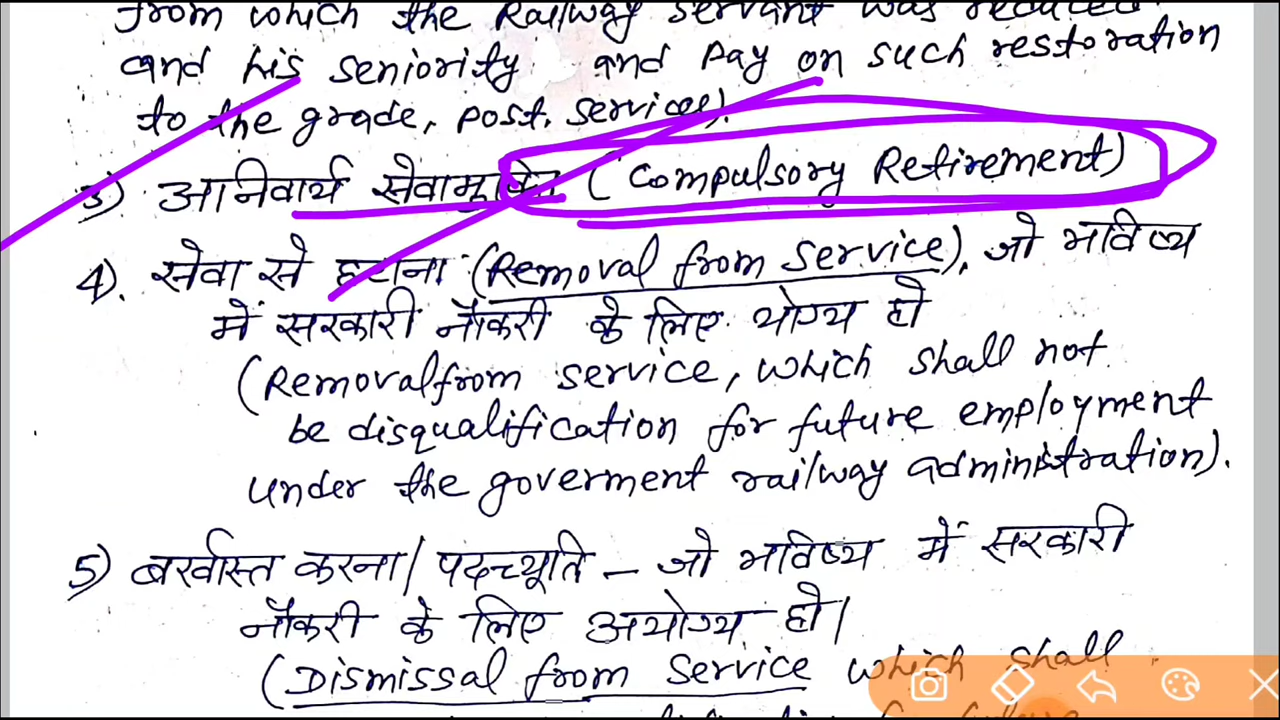 from which the Railway servant was reduced
and his seniority and pay on such restoration
to the grade, post, service).
3) अनिवार्य सेवामुक्ति (Compulsory Retirement)
4). सेवा से हटाना (Removal from service), जो भविष्य
में सरकारी नौकरी के लिए योग्य हो
(Removal from service, which shall not
be disqualification for future employment
under the goverment railway administration).
5) बर्खास्त करना/ पदच्यूति – जो भविष्य में सरकारी
नौकरी के लिए अयोग्य हो/
(Dismissal from service which shall